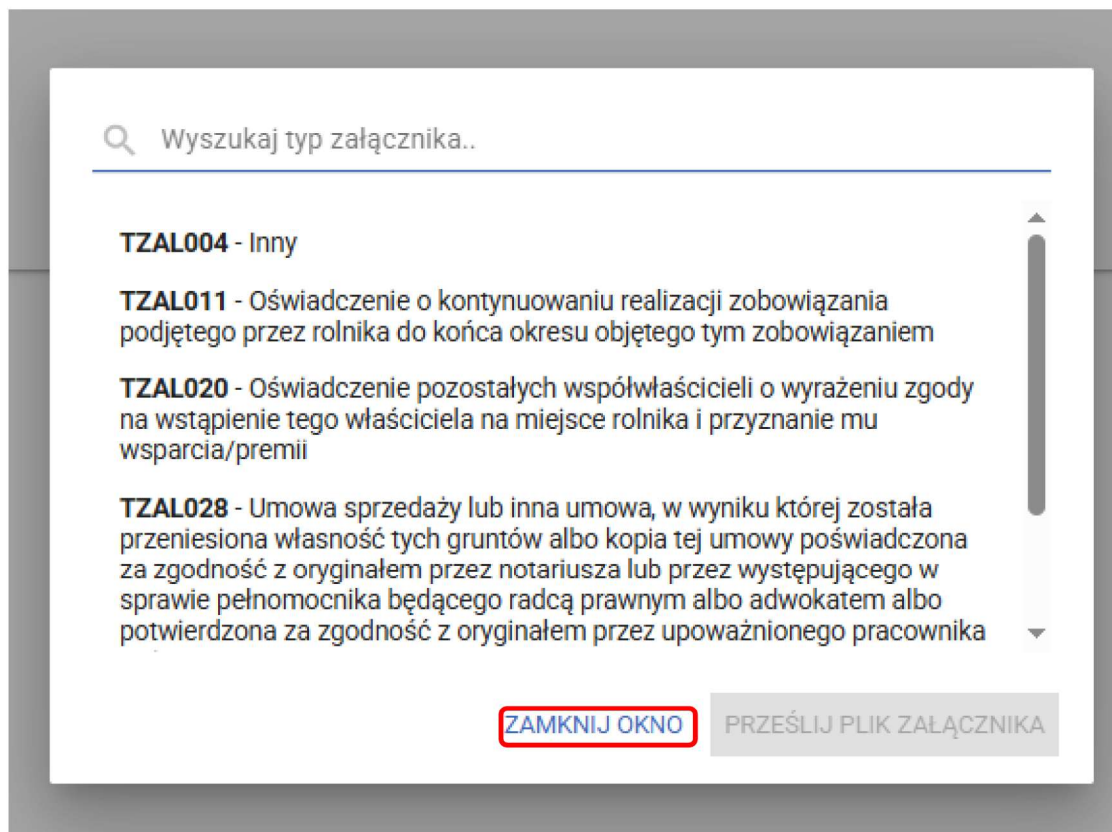 Wyszukaj typ załącznika..
TZAL004 - Inny
TZAL011 - Oświadczenie o kontynuowaniu realizacji zobowiązania
podjętego przez rolnika do końca okresu objętego tym zobowiązaniem
TZAL020 - Oświadczenie pozostałych współwłaścicieli o wyrażeniu zgody
na wstąpienie tego właściciela na miejsce rolnika i przyznanie mu
wsparcia/premii
TZAL028 - Umowa sprzedaży lub inna umowa, w wyniku której została
przeniesiona własność tych gruntów albo kopia tej umowy poświadczona
za zgodność z oryginałem przez notariusza lub przez występującego w
sprawie pełnomocnika będącego radcą prawnym albo adwokatem albo
potwierdzona za zgodność z oryginałem przez upoważnionego pracownika
ZAMKNIJ OKNO PRZEŚLIJ PLIK ZAŁĄCZNIKA